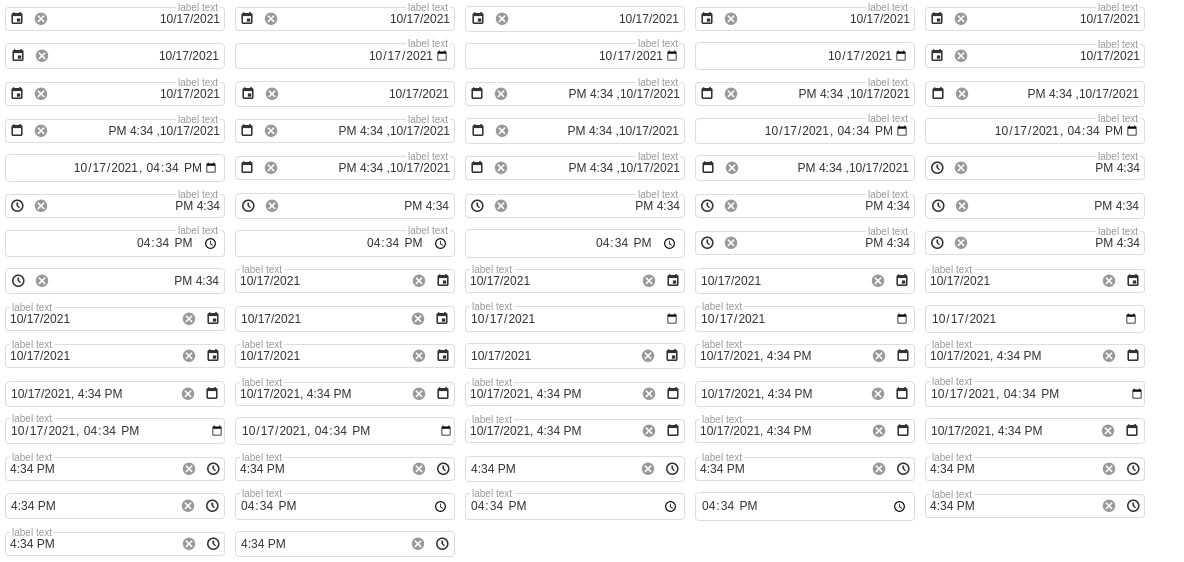 label text
10/17/2021
label text
10/17/2021
10/17/2021
label text
10/17/2021
label text
10/17/2021
10/17/2021
label text
10/17/2021
label text
10/17/2021
10/17/2021
label text
10/17/2021
label text
10/17/2021
10/17/2021
label text
PM 4:34 ,10/17/2021
label text
PM 4:34 ,10/17/2021
PM 4:34 ,10/17/2021
label text
PM 4:34 ,10/17/2021
label text
PM 4:34 ,10/17/2021
PM 4:34 ,10/17/2021
label text
10/17/2021, 04:34 PM
label text
10/17/2021, 04:34 PM
10/17/2021, 04:34 PM
label text
PM 4:34 ,10/17/2021
label text
PM 4:34 ,10/17/2021
PM 4:34 ,10/17/2021
label text
PM 4:34
label text
PM 4:34
PM 4:34
label text
PM 4:34
label text
PM 4:34
PM 4:34
label text
04:34 PM
label text
04:34 PM
04:34 PM
label text
PM 4:34
label text
PM 4:34
PM 4:34
label text
10/17/2021
label text
10/17/2021
10/17/2021
label text
10/17/2021
label text
10/17/2021
10/17/2021
label text
10/17/2021
label text
10/17/2021
10/17/2021
label text
10/17/2021
label text
10/17/2021
10/17/2021
label text
10/17/2021, 4:34 PM
label text
10/17/2021, 4:34 PM
10/17/2021, 4:34 PM
label text
10/17/2021, 4:34 PM
label text
10/17/2021, 4:34 PM
10/17/2021, 4:34 PM
label text
10/17/2021, 04:34 PM
label text
10/17/2021, 04:34 PM
10/17/2021, 04:34 PM
label text
10/17/2021, 4:34 PM
label text
10/17/2021, 4:34 PM
10/17/2021, 4:34 PM
label text
4:34 PM
label text
4:34 PM
4:34 PM
label text
4:34 PM
label text
4:34 PM
4:34 PM
label text
04:34 PM
label text
04:34 PM
04:34 PM
label text
4:34 PM
label text
4:34 PM
4:34 PM